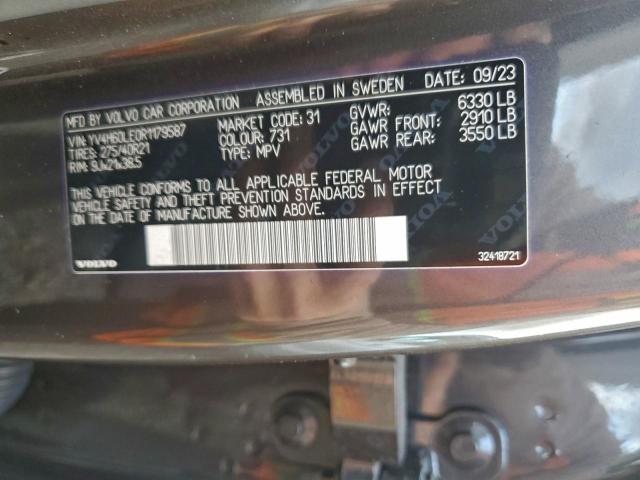 MFD BY VOLVO CAR CORPORATION ASSEMBLED IN SWEDEN DATE: 09/23
VIN: YV4H60LE0R1179587 MARKET CODE: 31 GVWR: 6330 LB
TIRES: 275/40R21 COLOUR: 731 GAWR FRONT: 2910 LB
RIM: 9Jx21x38.5 TYPE: MPV GAWR REAR: 3550 LB
THIS VEHICLE CONFORMS TO ALL APPLICABLE FEDERAL MOTOR
VEHICLE SAFETY AND THEFT PREVENTION STANDARDS IN EFFECT
ON THE DATE OF MANUFACTURE SHOWN ABOVE.
VOLVO 32418721